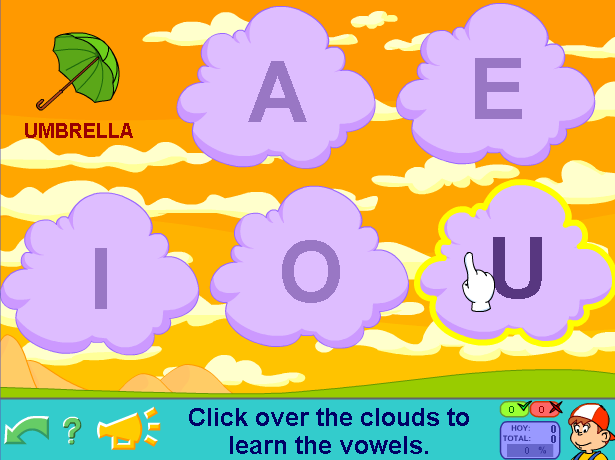 A E
UMBRELLA
I O U
Click over the clouds to
learn the vowels.
?
0 0
HOY: 0
TOTAL: 0
0 %